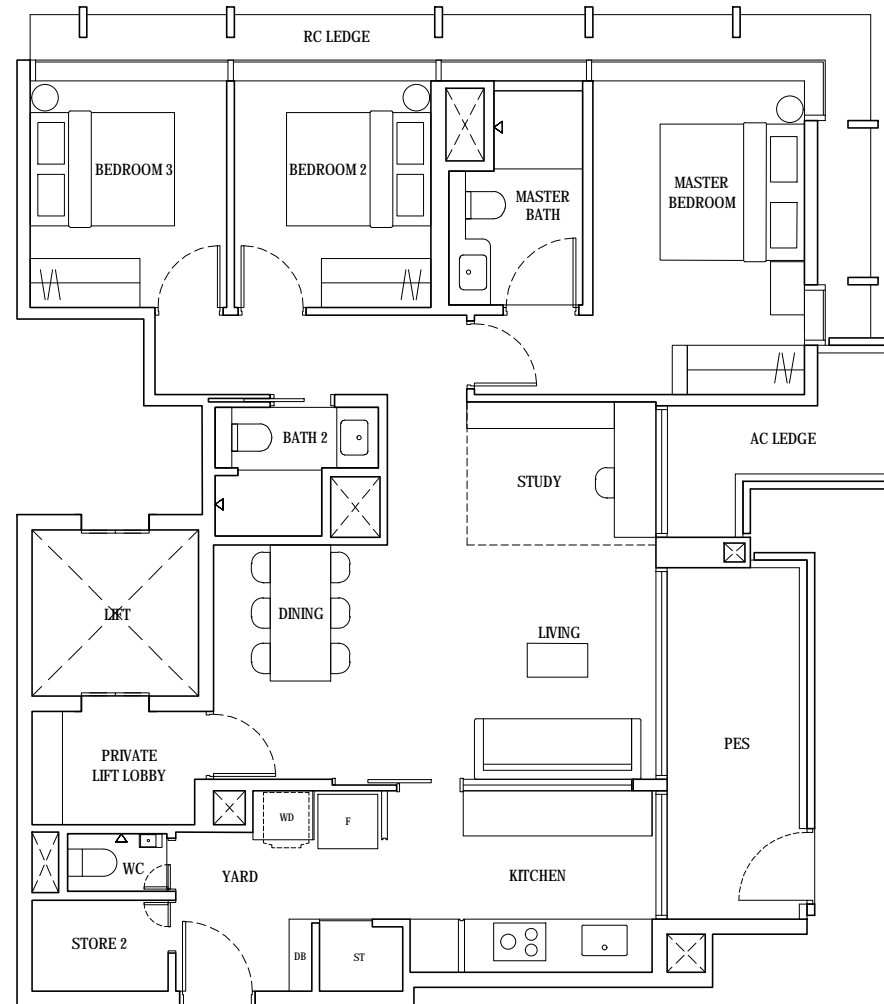 RC LEDGE
BEDROOM 3
BEDROOM 2
MASTER
BATH
MASTER
BEDROOM
BATH 2
STUDY
AC LEDGE
LIFT
DINING
LIVING
PRIVATE
LIFT LOBBY
PES
WD
F
WC
YARD
KITCHEN
STORE 2
DB
ST